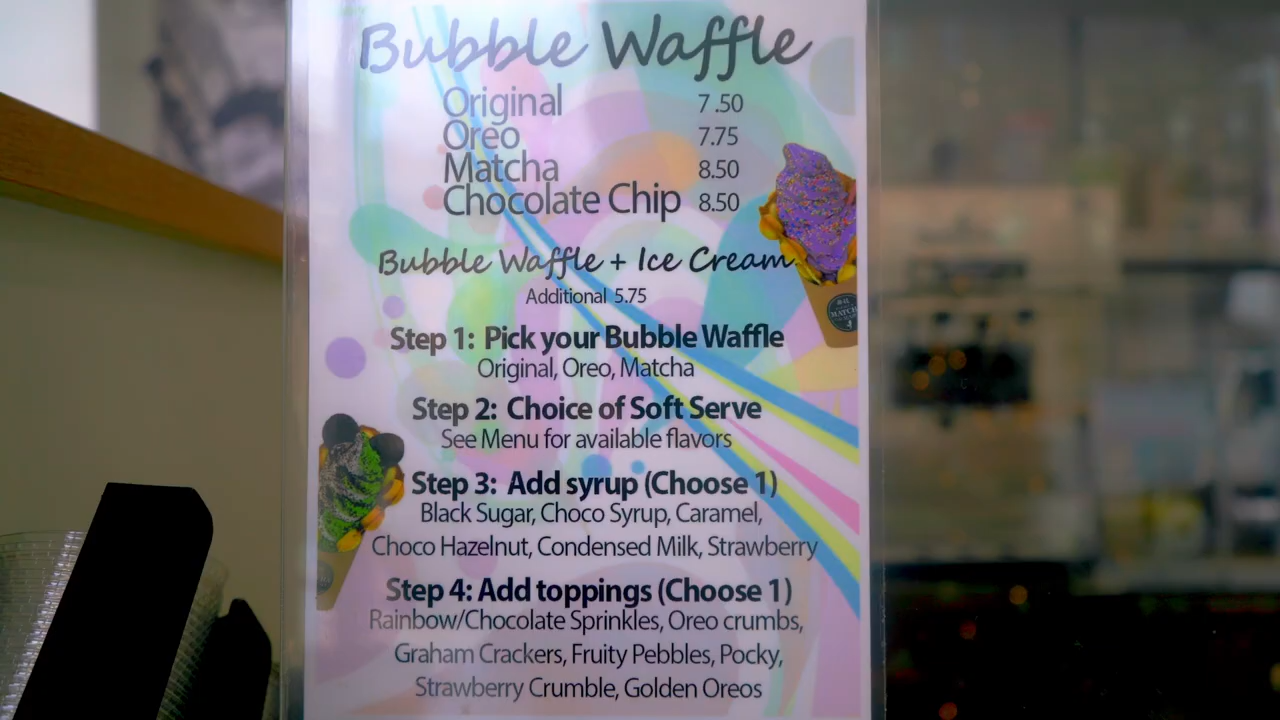 Bubble Waffle
Original 7.50
Oreo 7.75
Matcha 8.50
Chocolate Chip 8.50
Bubble Waffle + Ice Cream
Additional 5.75
Step 1: Pick your Bubble Waffle
Original, Oreo, Matcha
Step 2: Choice of Soft Serve
See Menu for available flavors
Step 3: Add syrup (Choose 1)
Black Sugar, Choco Syrup, Caramel,
Choco Hazelnut, Condensed Milk, Strawberry
Step 4: Add toppings (Choose 1)
Rainbow/Chocolate Sprinkles, Oreo crumbs,
Graham Crackers, Fruity Pebbles, Pocky,
Strawberry Crumble, Golden Oreos